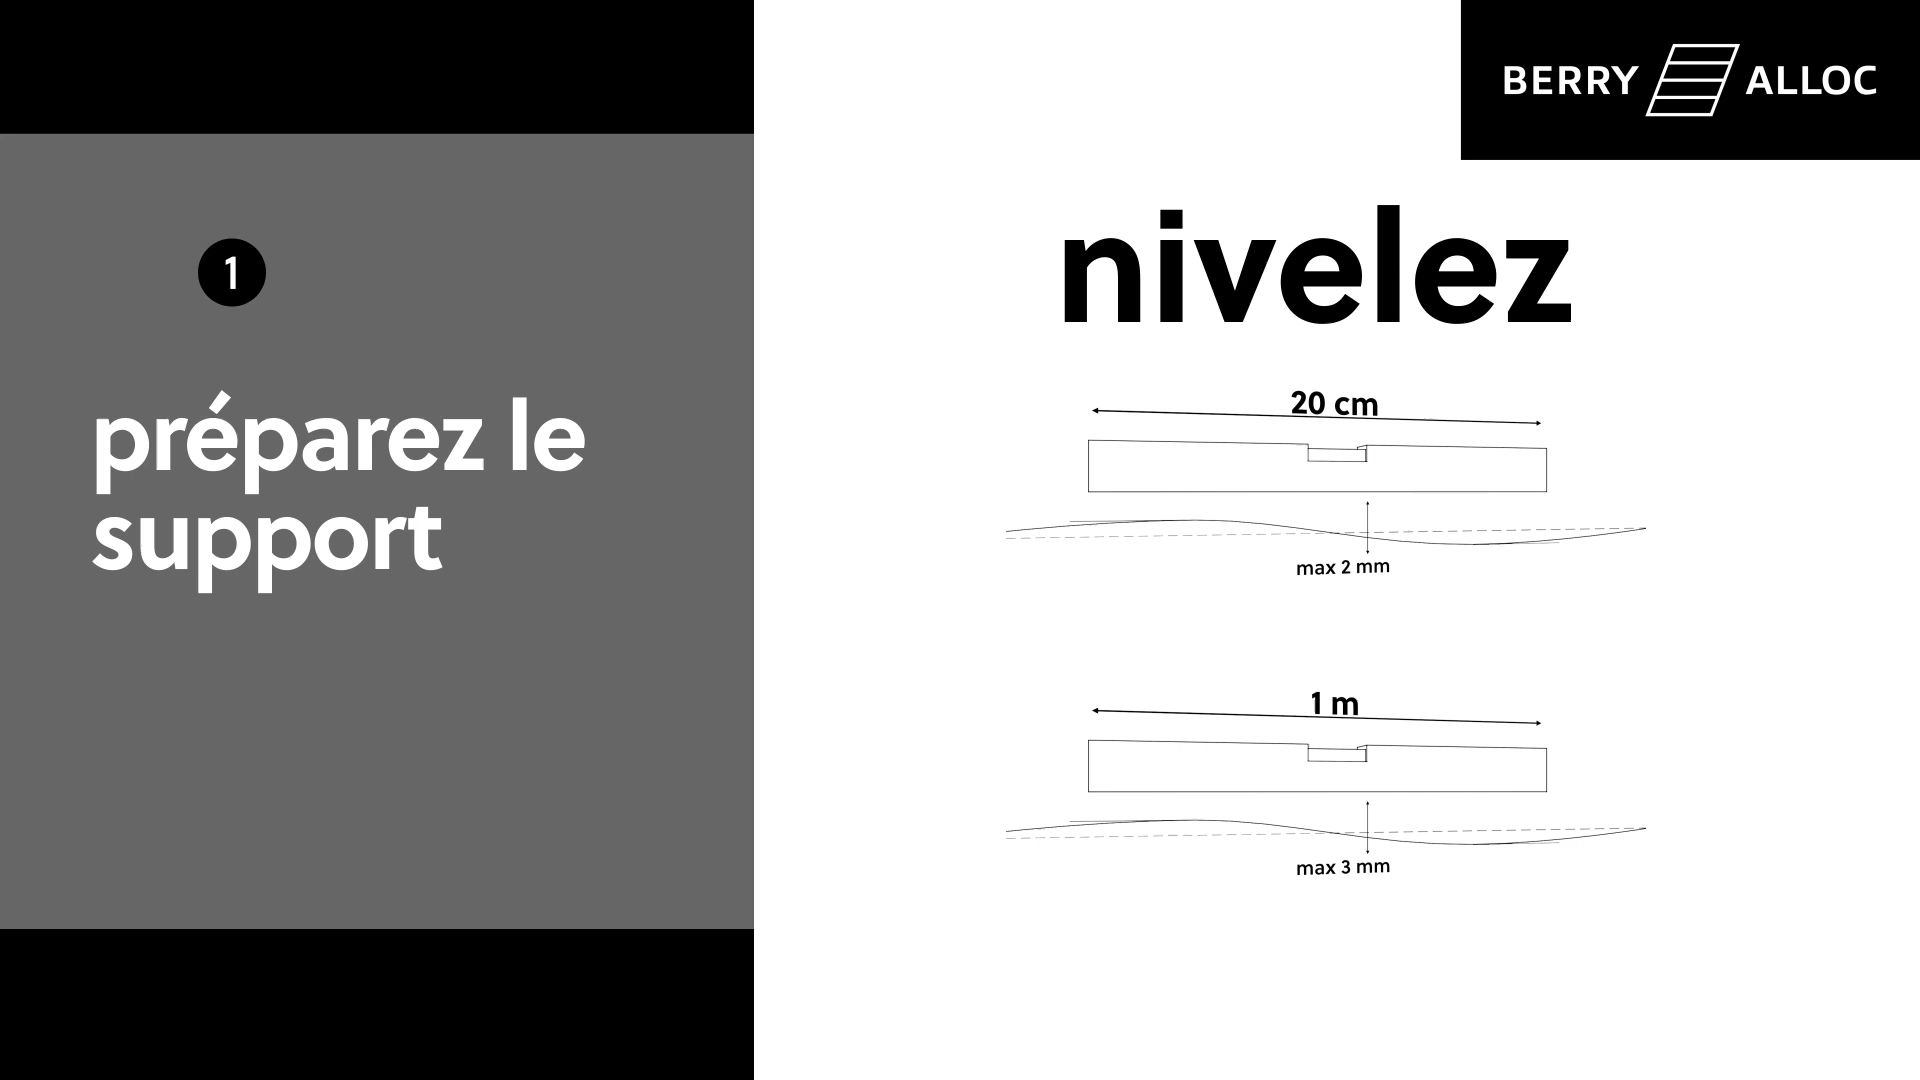 BERRY ALLOC
1
préparez le
support
nivelez
20 cm
max 2 mm
1 m
max 3 mm